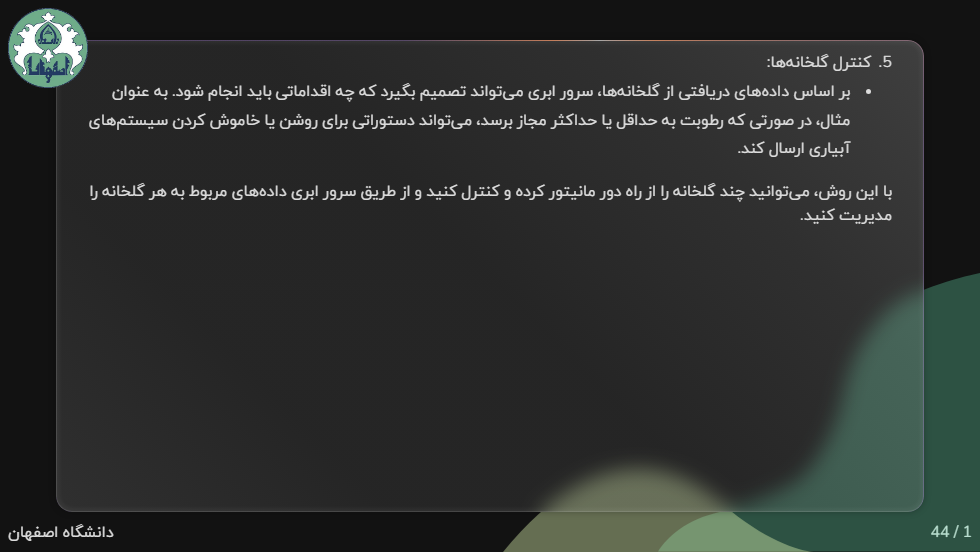 5. کنترل گلخانه‌ها:
• بر اساس داده‌های دریافتی از گلخانه‌ها، سرور ابری می‌تواند تصمیم بگیرد که چه اقداماتی باید انجام شود. به عنوان
مثال، در صورتی که رطوبت به حداقل یا حداکثر مجاز برسد، می‌تواند دستوراتی برای روشن یا خاموش کردن سیستم‌های
آبیاری ارسال کند.
با این روش، می‌توانید چند گلخانه را از راه دور مانیتور کرده و کنترل کنید و از طریق سرور ابری داده‌های مربوط به هر گلخانه را
مدیریت کنید.
دانشگاه اصفهان
44 / 1